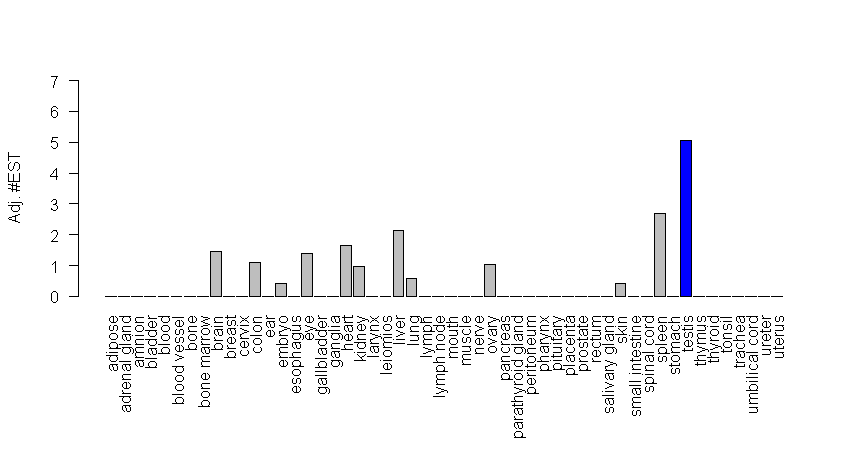 7
6
5
4
3
2
1
0
Adj. #EST
adipose
adrenal gland
amnion
bladder
blood
blood vessel
bone
bone marrow
brain
breast
cervix
colon
ear
embryo
esophagus
eye
gallbladder
ganglia
heart
kidney
larynx
leiomios
liver
lung
lymph
lymph node
mouth
muscle
nerve
ovary
pancreas
parathyroid gland
peritoneum
pharynx
pituitary
placenta
prostate
rectum
salivary gland
skin
small intestine
spinal cord
spleen
stomach
testis
thymus
thyroid
tonsil
trachea
umbilical cord
ureter
uterus